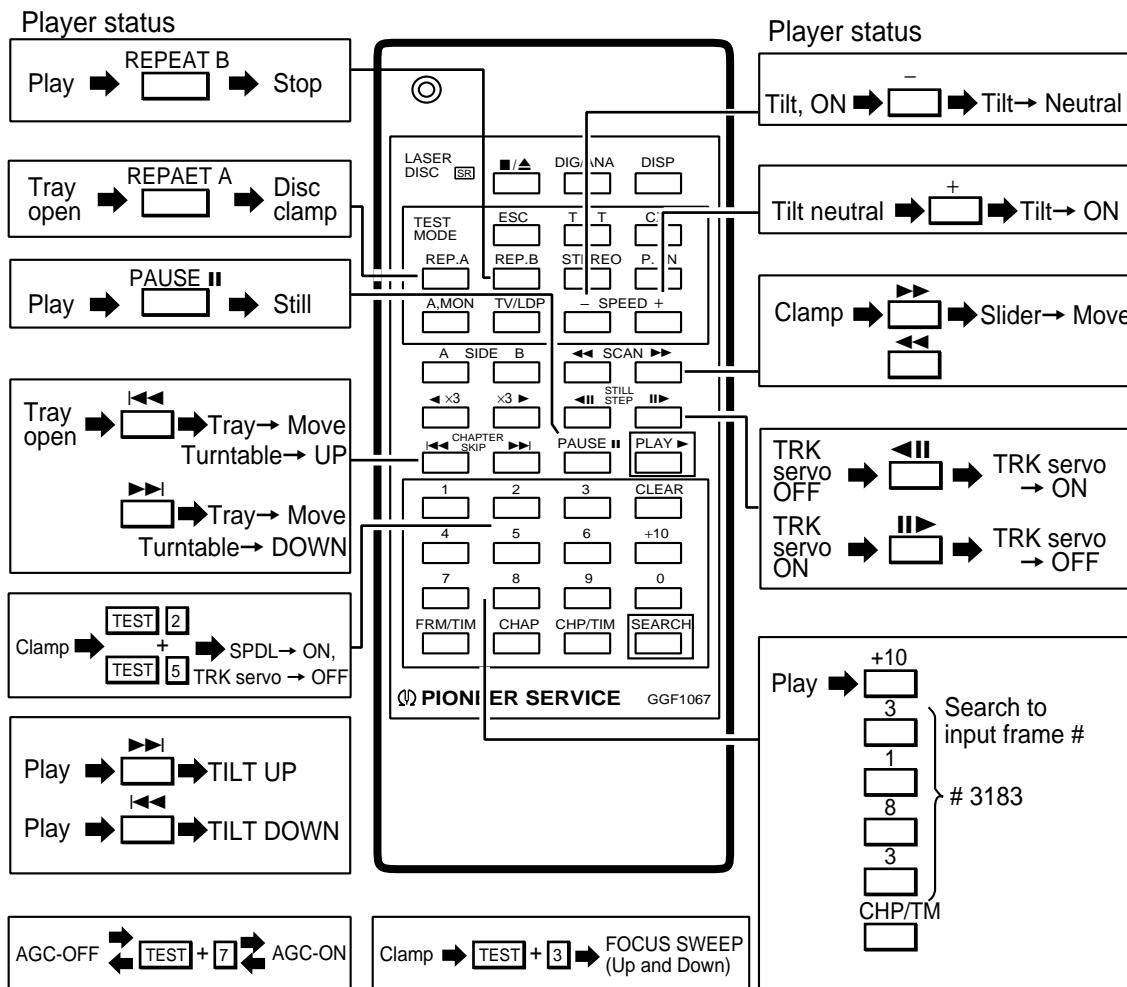 Player status
REPEAT B
Play Stop
REPAET A
Tray open Disc clamp
PAUSE II
Play Still
Tray open Tray→ Move
Turntable→ UP
Tray→ Move
Turntable→ DOWN
Clamp TEST 2
+
TEST 5
SPDL→ ON,
TRK servo → OFF
Play TILT UP
Play TILT DOWN
AGC-OFF TEST + 7 AGC-ON
LASER DISC SR
■/▲ DIG/ANA DISP
TEST MODE
ESC
REP.A REP.B
A,MON TV/LDP – SPEED +
A SIDE B ◀◀ SCAN ▶▶
◀ ×3 ×3 ▶ ◀II STILL STEP II▶
|◀◀ CHAPTER SKIP ▶▶| PAUSE II PLAY ▶
1 2 3 CLEAR
4 5 6 +10
7 8 9 0
FRM/TIM CHAP CHP/TIM SEARCH
SERVICE GGF1067
Clamp TEST + 3 FOCUS SWEEP
(Up and Down)
Player status
–
Tilt, ON Tilt→ Neutral
+
Tilt neutral Tilt→ ON
▶▶
Clamp Slider→ Move
◀◀
TRK servo OFF ◀II TRK servo → ON
TRK servo ON II▶ TRK servo → OFF
Play +10
3
1
8
3
CHP/TM
Search to
input frame #
# 3183